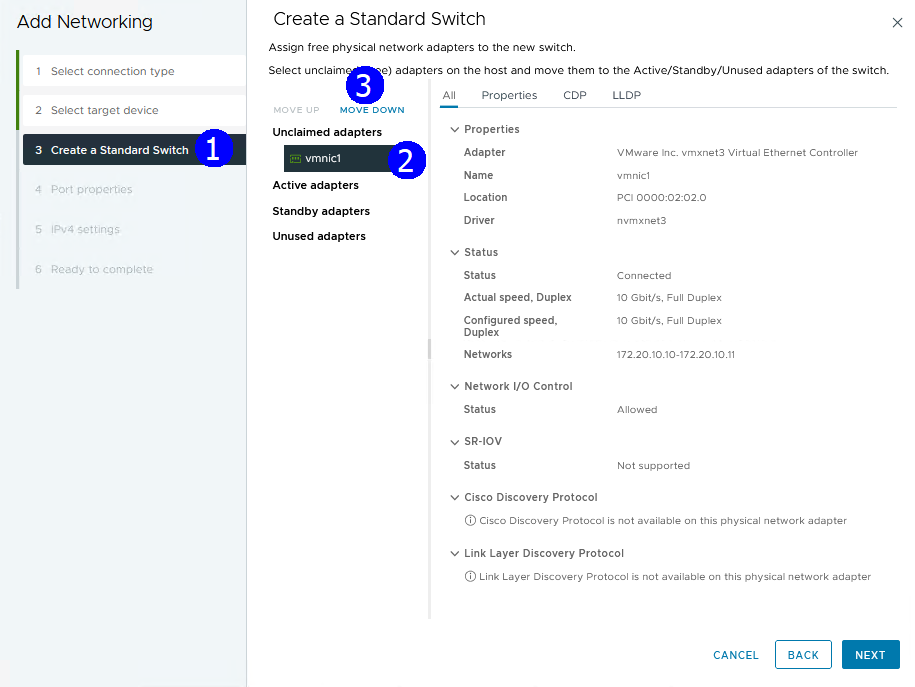 Add Networking
1 Select connection type
2 Select target device
3 Create a Standard Switch
1
4 Port properties
5 IPv4 settings
6 Ready to complete
Create a Standard Switch
Assign free physical network adapters to the new switch.
Select unclaimed ee) adapters on the host and move them to the Active/Standby/Unused adapters of the switch.
3
MOVE UP MOVE DOWN
Unclaimed adapters
vmnic1
2
Active adapters
Standby adapters
Unused adapters
All Properties CDP LLDP
Properties
Adapter VMware Inc. vmxnet3 Virtual Ethernet Controller
Name vmnic1
Location PCI 0000:02:02.0
Driver nvmxnet3
Status
Status Connected
Actual speed, Duplex 10 Gbit/s, Full Duplex
Configured speed, 10 Gbit/s, Full Duplex
Duplex
Networks 172.20.10.10-172.20.10.11
Network I/O Control
Status Allowed
SR-IOV
Status Not supported
Cisco Discovery Protocol
Cisco Discovery Protocol is not available on this physical network adapter
Link Layer Discovery Protocol
Link Layer Discovery Protocol is not available on this physical network adapter
CANCEL BACK NEXT